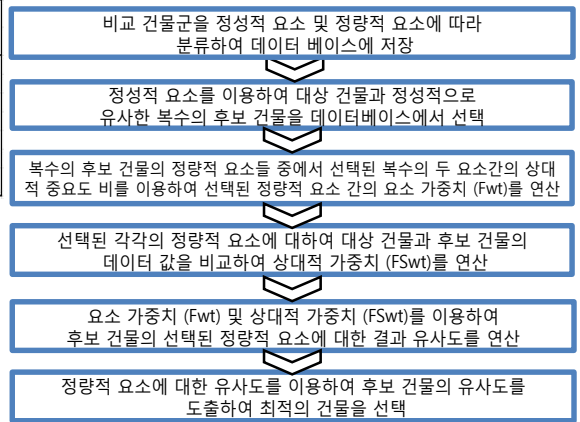 비교 건물군을 정성적 요소 및 정량적 요소에 따라
분류하여 데이터 베이스에 저장
정성적 요소를 이용하여 대상 건물과 정성적으로
유사한 복수의 후보 건물을 데이터베이스에서 선택
복수의 후보 건물의 정량적 요소들 중에서 선택된 복수의 두 요소간의 상대
적 중요도 비를 이용하여 선택된 정량적 요소 간의 요소 가중치 (Fwt)를 연산
선택된 각각의 정량적 요소에 대하여 대상 건물과 후보 건물의
데이터 값을 비교하여 상대적 가중치 (FSwt)를 연산
요소 가중치 (Fwt) 및 상대적 가중치 (FSwt)를 이용하여
후보 건물의 선택된 정량적 요소에 대한 결과 유사도를 연산
정량적 요소에 대한 유사도를 이용하여 후보 건물의 유사도를
도출하여 최적의 건물을 선택